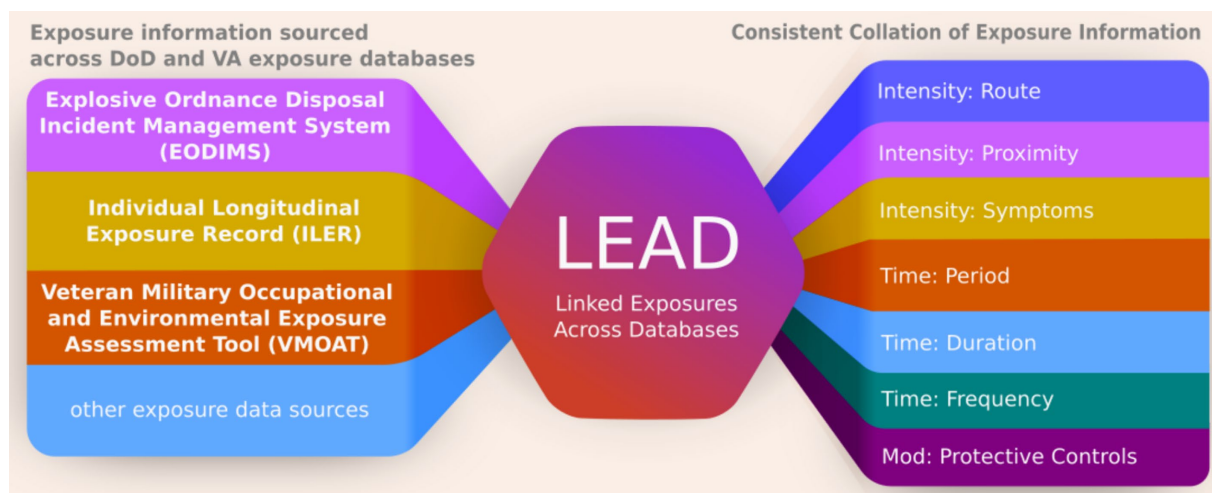 Exposure information sourced
across DoD and VA exposure databases
Explosive Ordnance Disposal
Incident Management System
(EODIMS)
Individual Longitudinal
Exposure Record (ILER)
Veteran Military Occupational
and Environmental Exposure
Assessment Tool (VMOAT)
other exposure data sources
LEAD
Linked Exposures
Across Databases
Consistent Collation of Exposure Information
Intensity: Route
Intensity: Proximity
Intensity: Symptoms
Time: Period
Time: Duration
Time: Frequency
Mod: Protective Controls